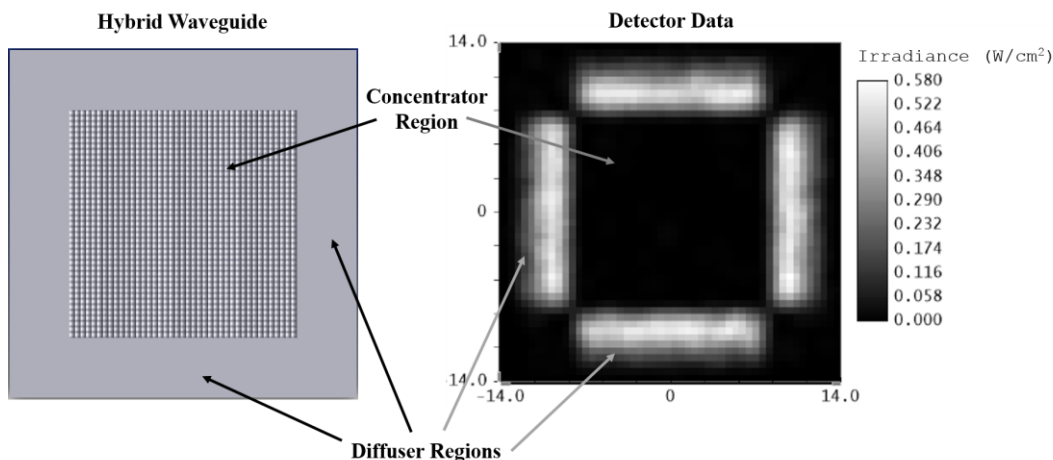 Hybrid Waveguide
Detector Data
Concentrator
Region
Diffuser Regions
14.0
0
-14.0
-14.0
0
14.0
Irradiance (W/cm²)
0.580
0.522
0.464
0.406
0.348
0.290
0.232
0.174
0.116
0.058
0.000